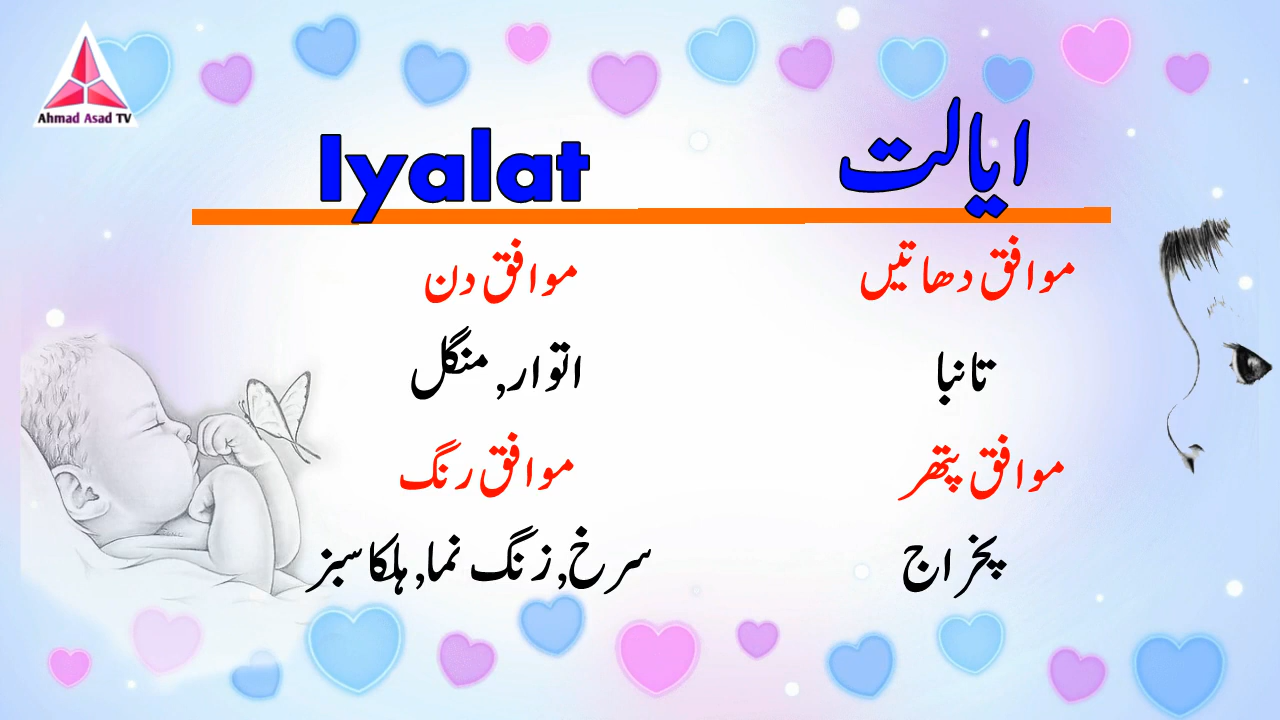 Ahmad Asad TV
ایالت
Iyalat
موافق دھاتیں
موافق دن
تانبا
اتوار, منگل
موافق پتھر
موافق رنگ
پخراج
سرخ, زنگ نما, ہلکا سبز